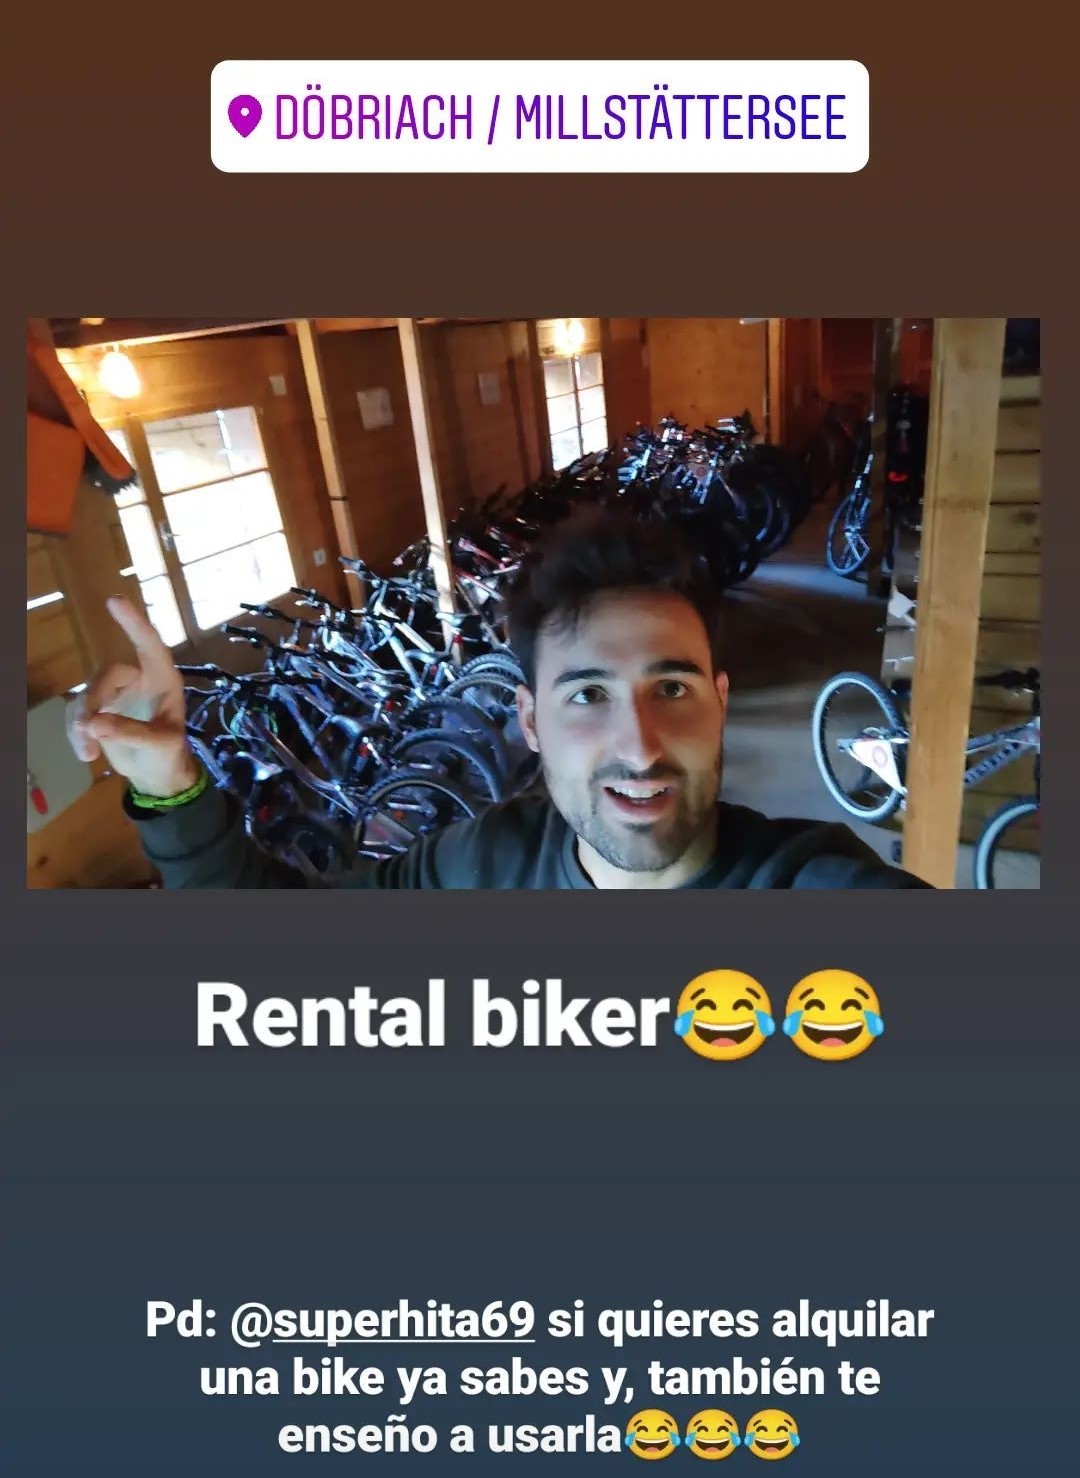 DÖBRIACH / MILLSTÄTTERSEE
Rental biker😂😂
Pd: @superhita69 si quieres alquilar
una bike ya sabes y, también te
enseño a usarla😂😂😂